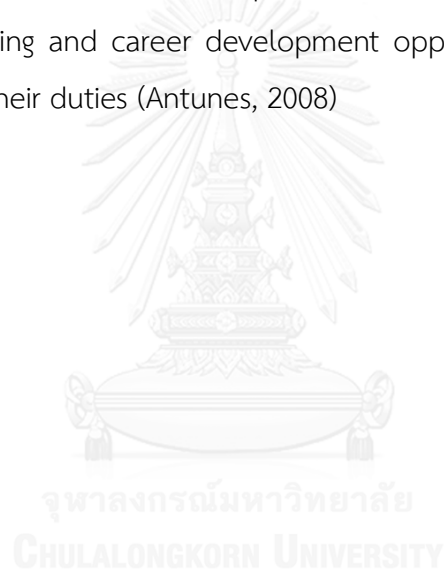 ing and career development opp
heir duties (Antunes, 2008)
จุฬาลงกรณ์มหาวิทยาลัย
CHULALONGKORN UNIVERSITY